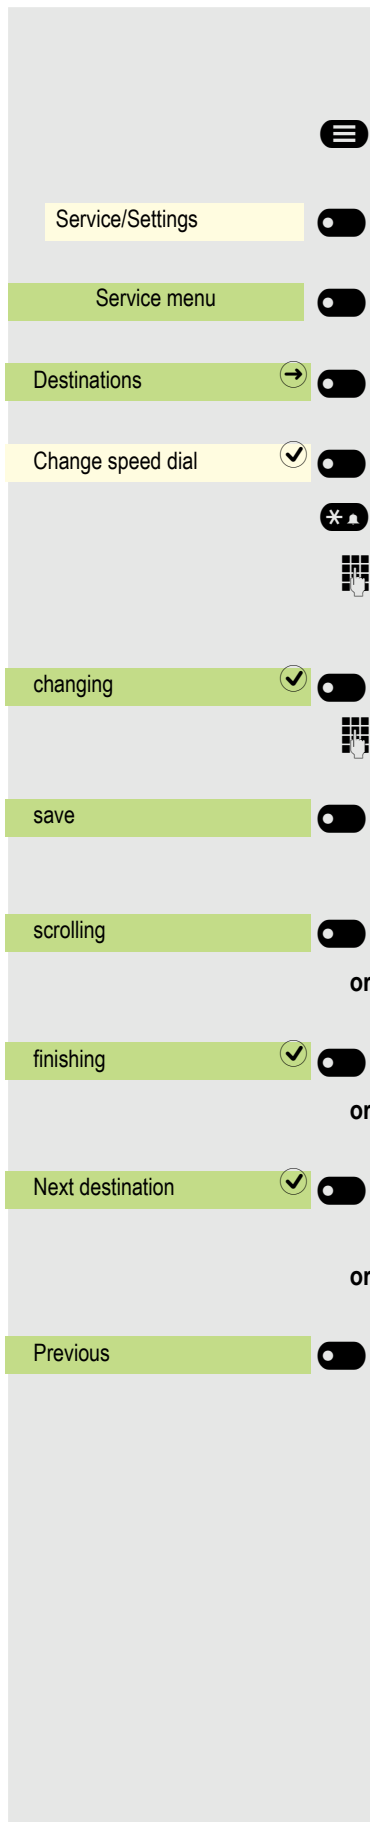 Service/Settings
Service menu
Destinations
Change speed dial
changing
save
scrolling
or
finishing
or
Next destination
or
Previous